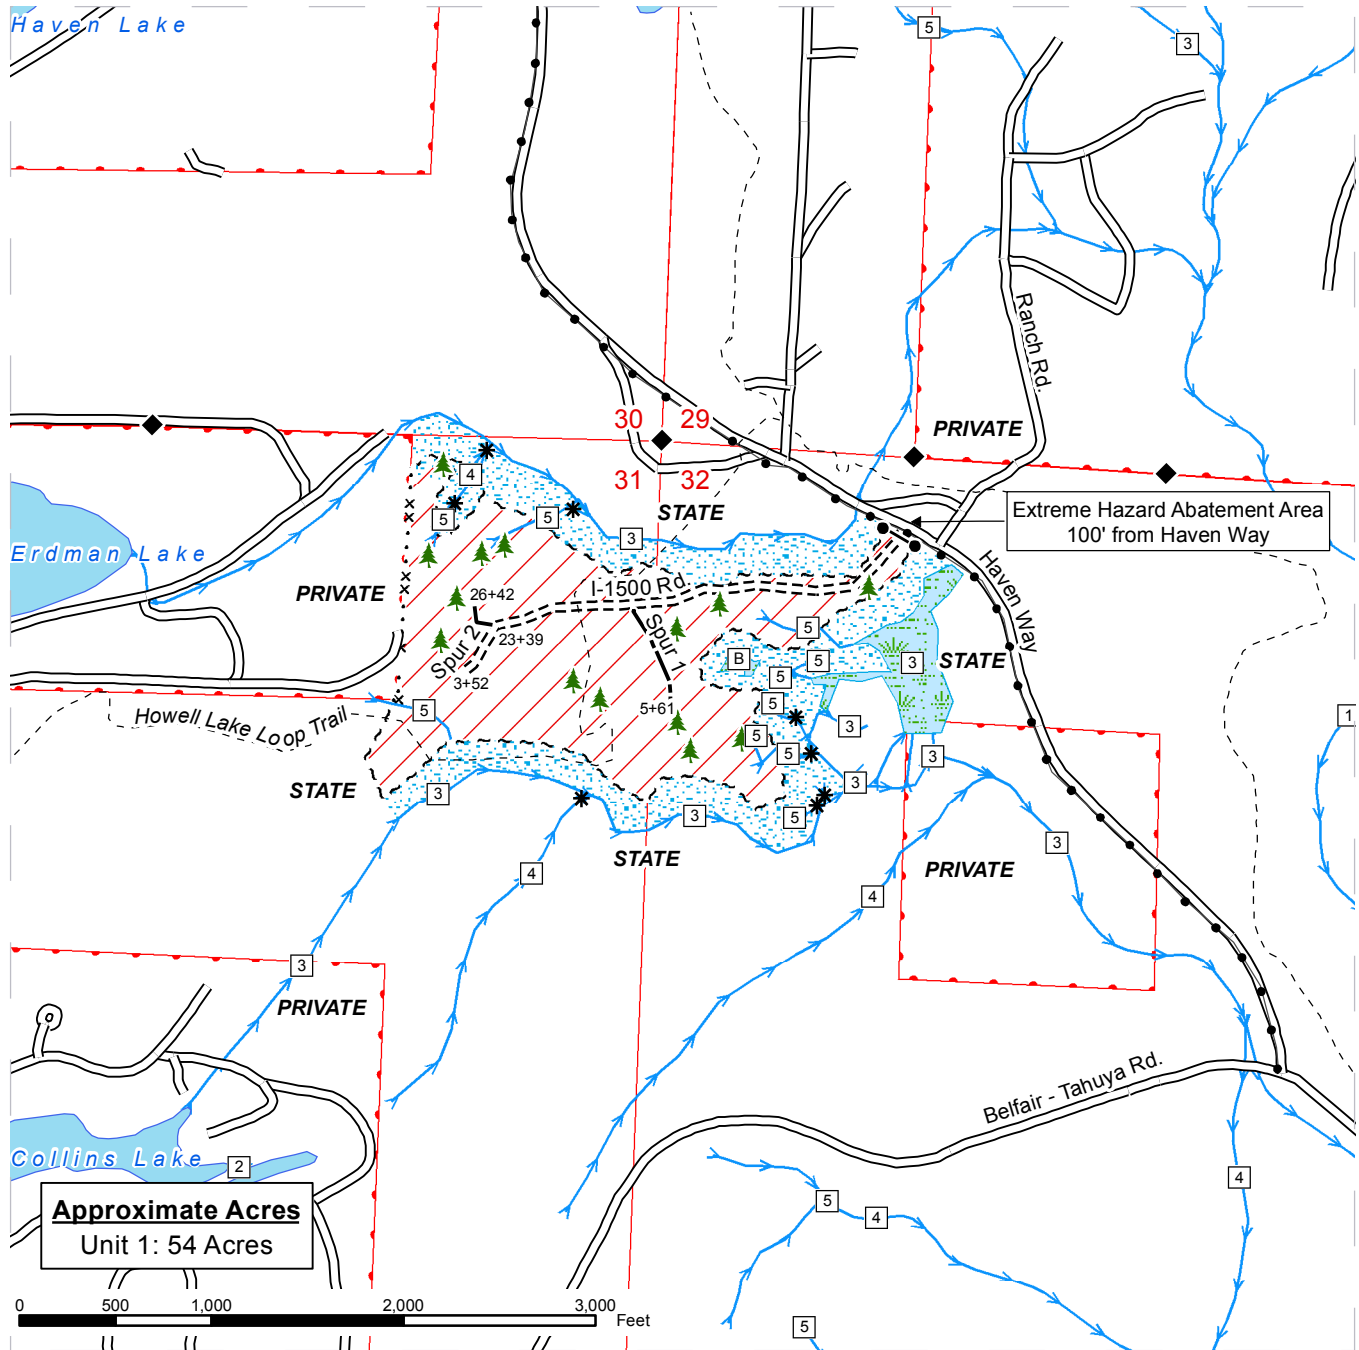 Haven Lake
5
3
Ranch Rd.
30 29
PRIVATE
31 32
4
STATE
Extreme Hazard Abatement Area
100' from Haven Way
5
5
3
Erdman Lake
Haven Way
PRIVATE
I-1500 Rd.
26+42
23+39
Spur 2
Spur 1
3+52
5
B
5
3
STATE
5
5+61
5
5
Howell Lake Loop Trail
3
5
5
3
1
STATE
3
3
3
5
3
STATE
4
PRIVATE
4
3
PRIVATE
Belfair - Tahuya Rd.
Collins Lake
2
4
5
4
Approximate Acres
Unit 1: 54 Acres
0 500 1,000 2,000 3,000
Feet
5